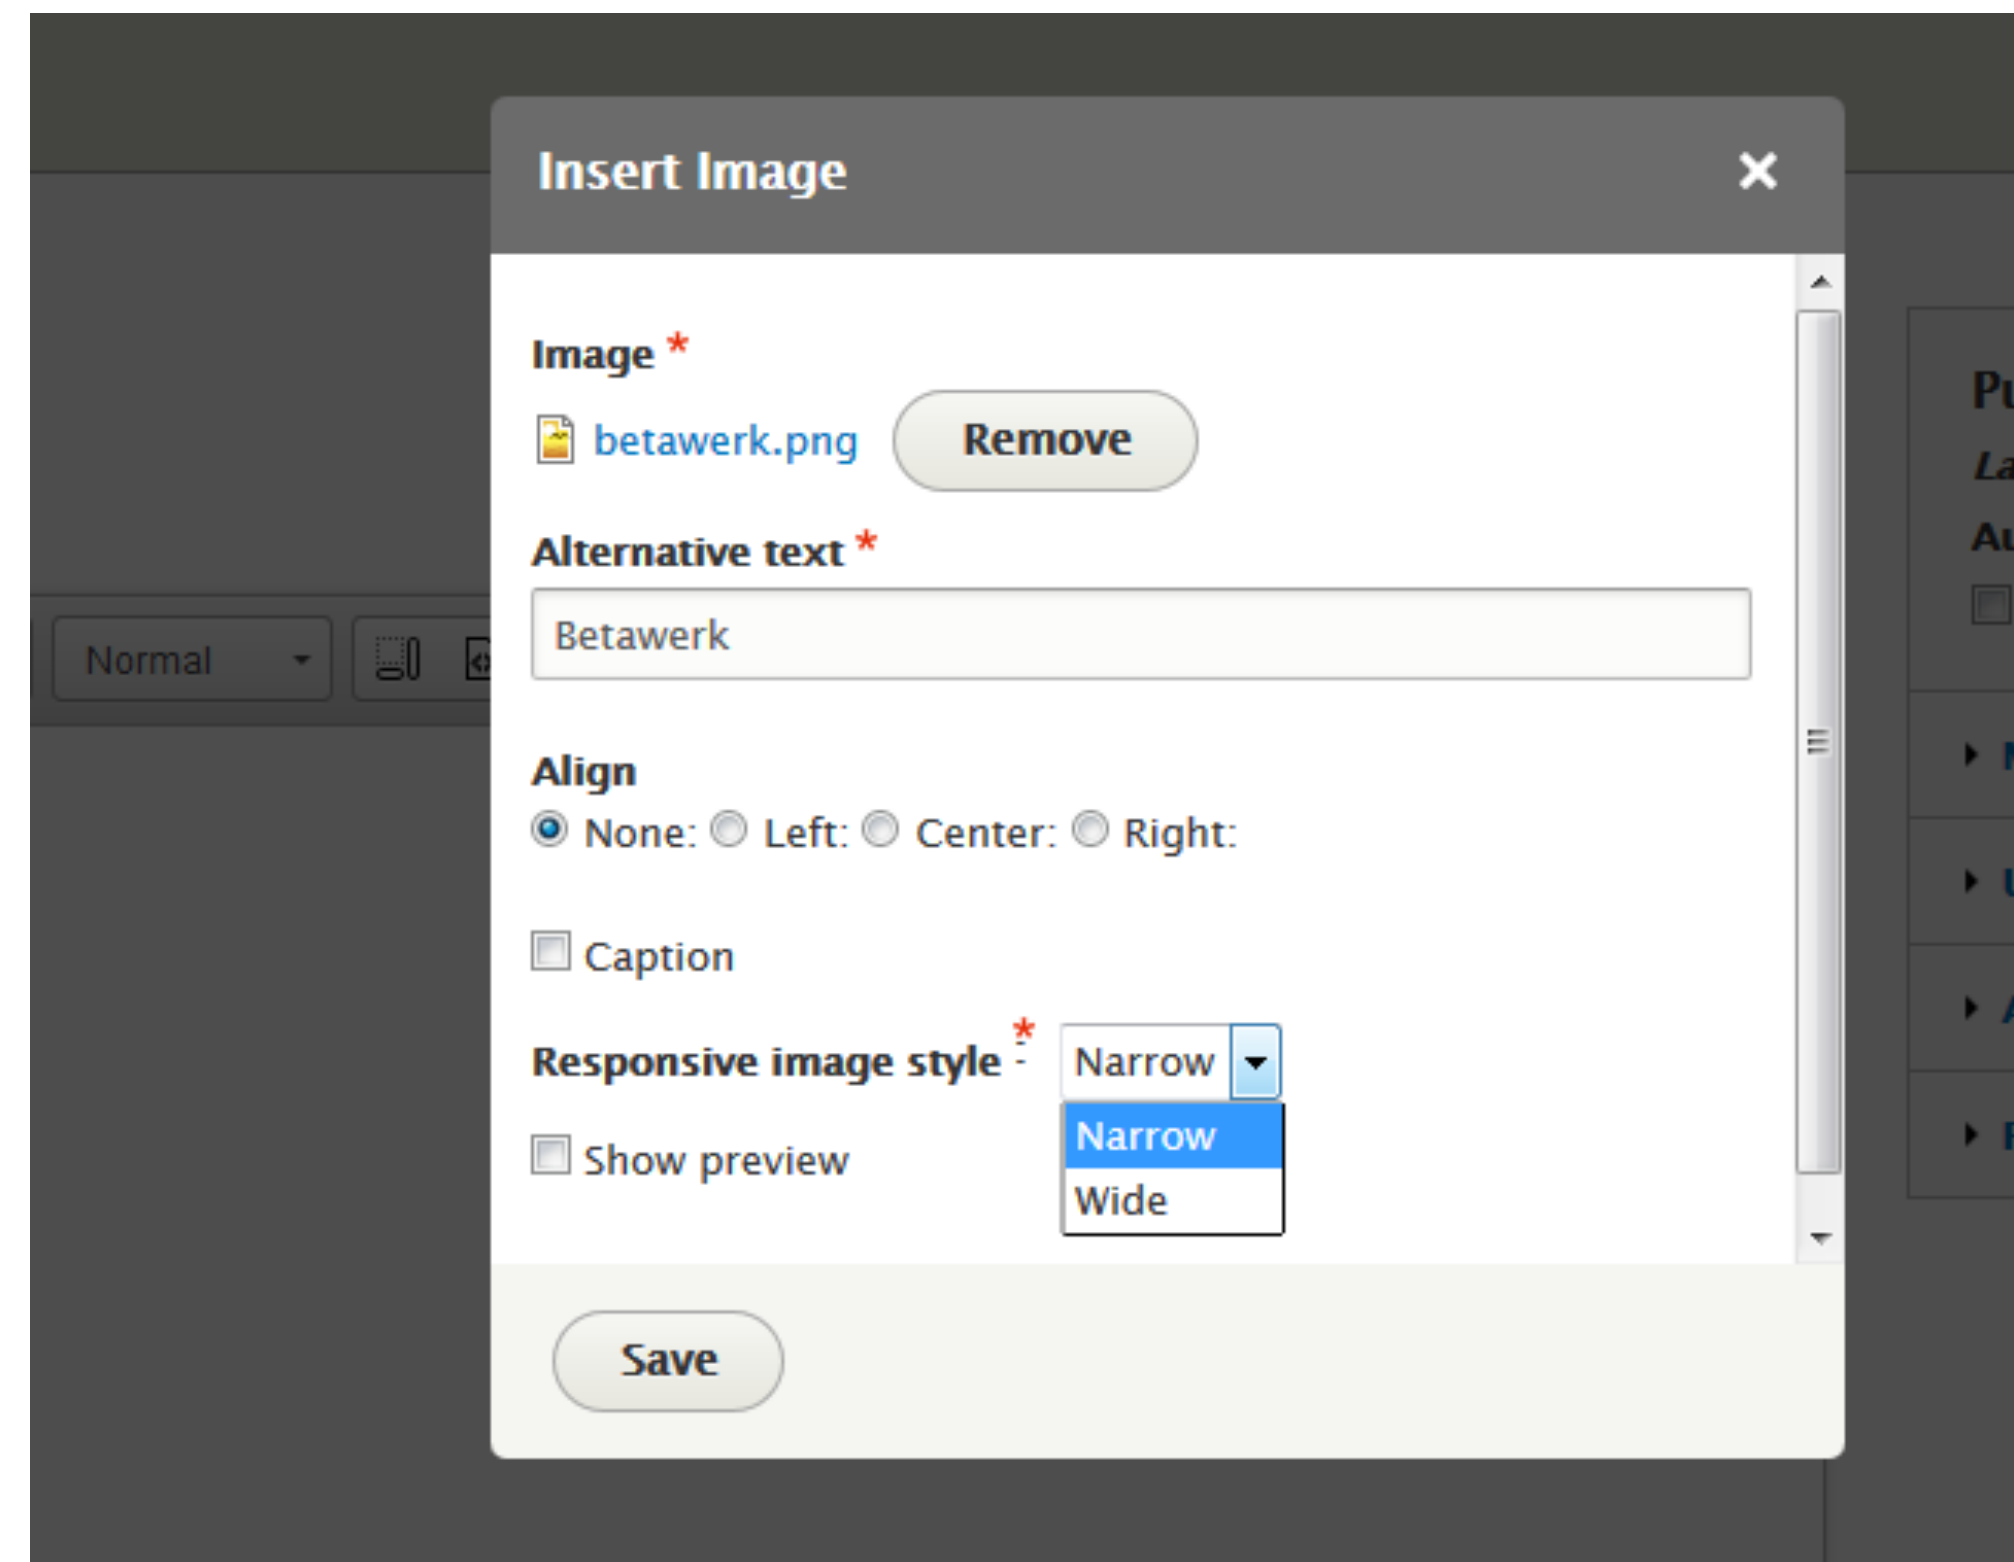 Insert Image
Image *
betawerk.png Remove
Alternative text *
Betawerk
Normal
Align
None: Left: Center: Right:
Caption
Responsive image style * : Narrow
Narrow
Show preview
Wide
Save